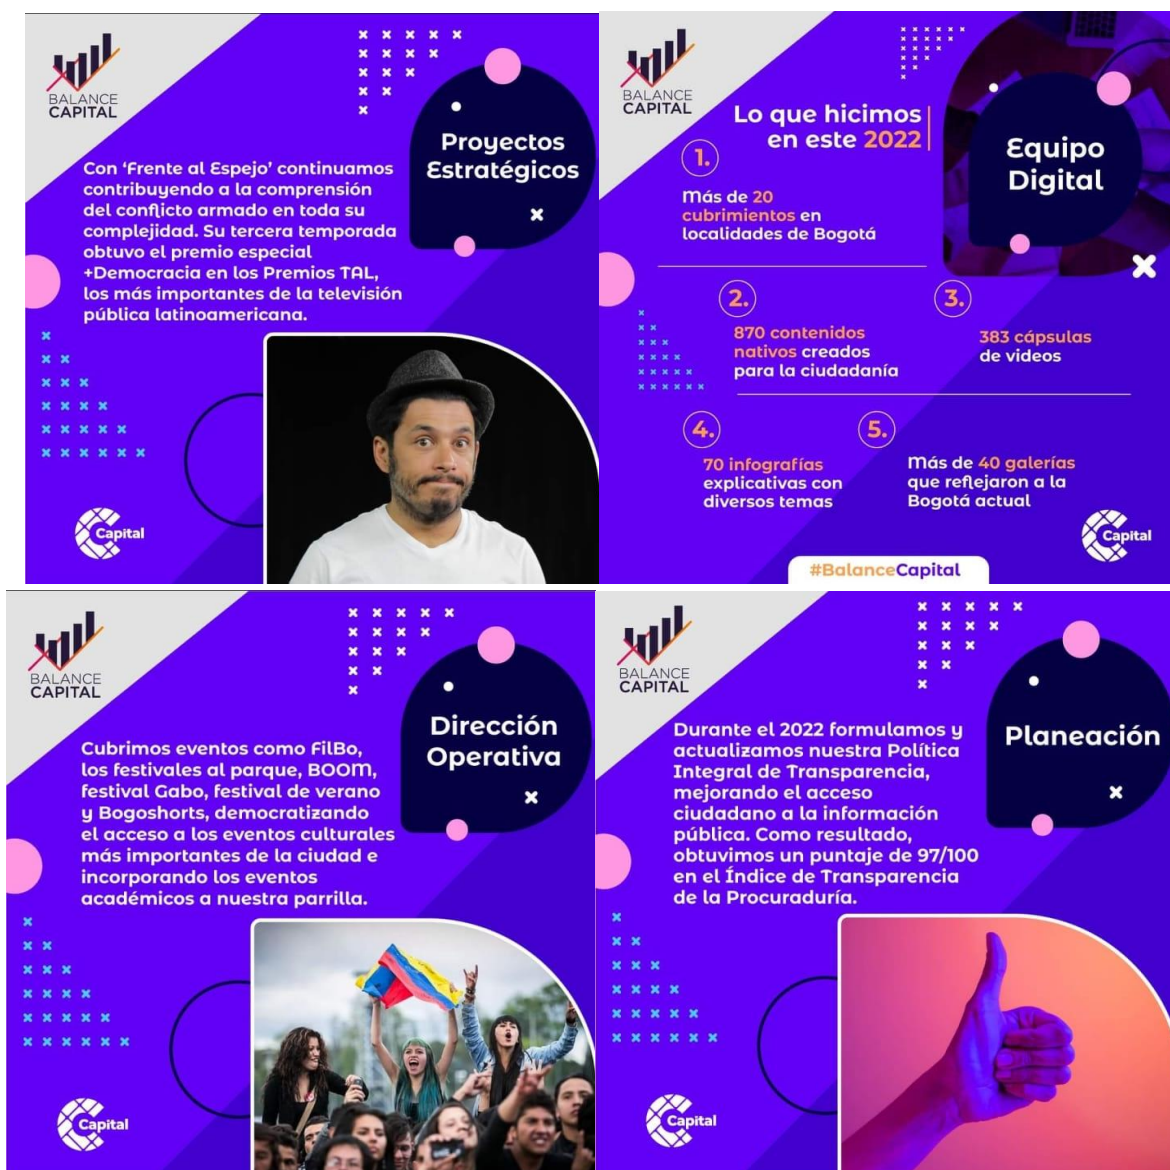 BALANCE
CAPITAL
Proyectos
Estratégicos
Con ‘Frente al Espejo’ continuamos
contribuyendo a la comprensión
del conflicto armado en toda su
complejidad. Su tercera temporada
obtuvo el premio especial
+Democracia en los Premios TAL,
los más importantes de la televisión
pública latinoamericana.
Capital
BALANCE
CAPITAL
Lo que hicimos
en este 2022
Equipo
Digital
1.
Más de 20
cubrimientos en
localidades de Bogotá
2.
870 contenidos
nativos creados
para la ciudadanía
3.
383 cápsulas
de videos
4.
70 infografías
explicativas con
diversos temas
5.
Más de 40 galerías
que reflejaron a la
Bogotá actual
Capital
#BalanceCapital
BALANCE
CAPITAL
Dirección
Operativa
Cubrimos eventos como FilBo,
los festivales al parque, BOOM,
festival Gabo, festival de verano
y Bogoshorts, democratizando
el acceso a los eventos culturales
más importantes de la ciudad e
incorporando los eventos
académicos a nuestra parrilla.
Capital
BALANCE
CAPITAL
Planeación
Durante el 2022 formulamos y
actualizamos nuestra Política
Integral de Transparencia,
mejorando el acceso
ciudadano a la información
pública. Como resultado,
obtuvimos un puntaje de 97/100
en el Índice de Transparencia
de la Procuraduría.
Capital